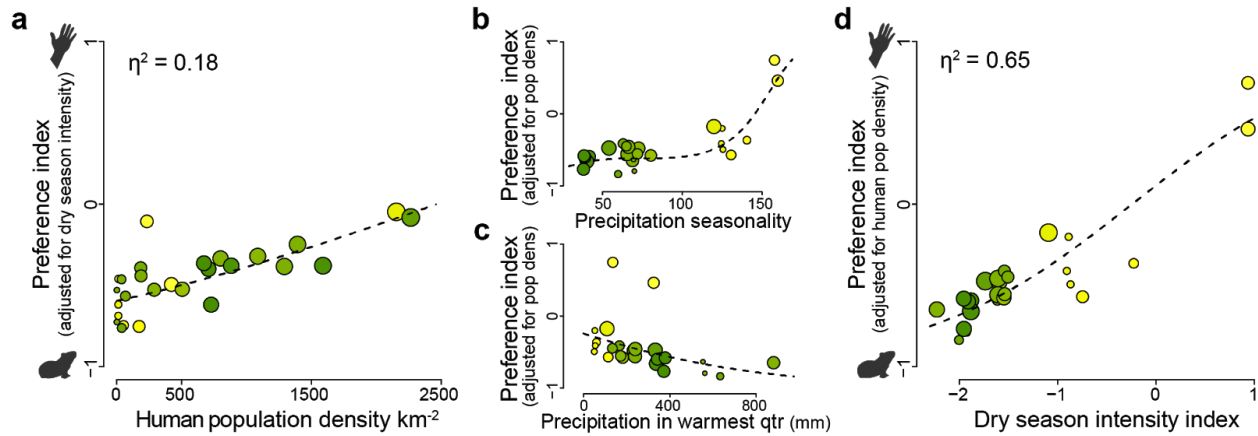 a
Preference index
(adjusted for dry season intensity)
1
0
−1
η² = 0.18
0
500
1500
2500
Human population density km⁻²
b
Preference index
(adjusted for pop dens)
1
0
−1
50
100
150
Precipitation seasonality
c
Preference index
(adjusted for pop dens)
1
0
−1
0
400
800
Precipitation in warmest qtr (mm)
d
Preference index
(adjusted for human pop density)
1
0
−1
η² = 0.65
−2
−1
0
1
Dry season intensity index